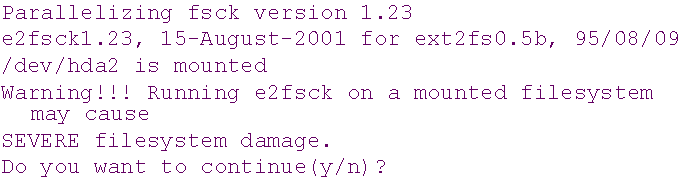 Parallelizing fsck version 1.23
e2fsck1.23, 15-August-2001 for ext2fs0.5b, 95/08/09
/dev/hda2 is mounted
Warning!!! Running e2fsck on a mounted filesystem
may cause
SEVERE filesystem damage.
Do you want to continue(y/n)?